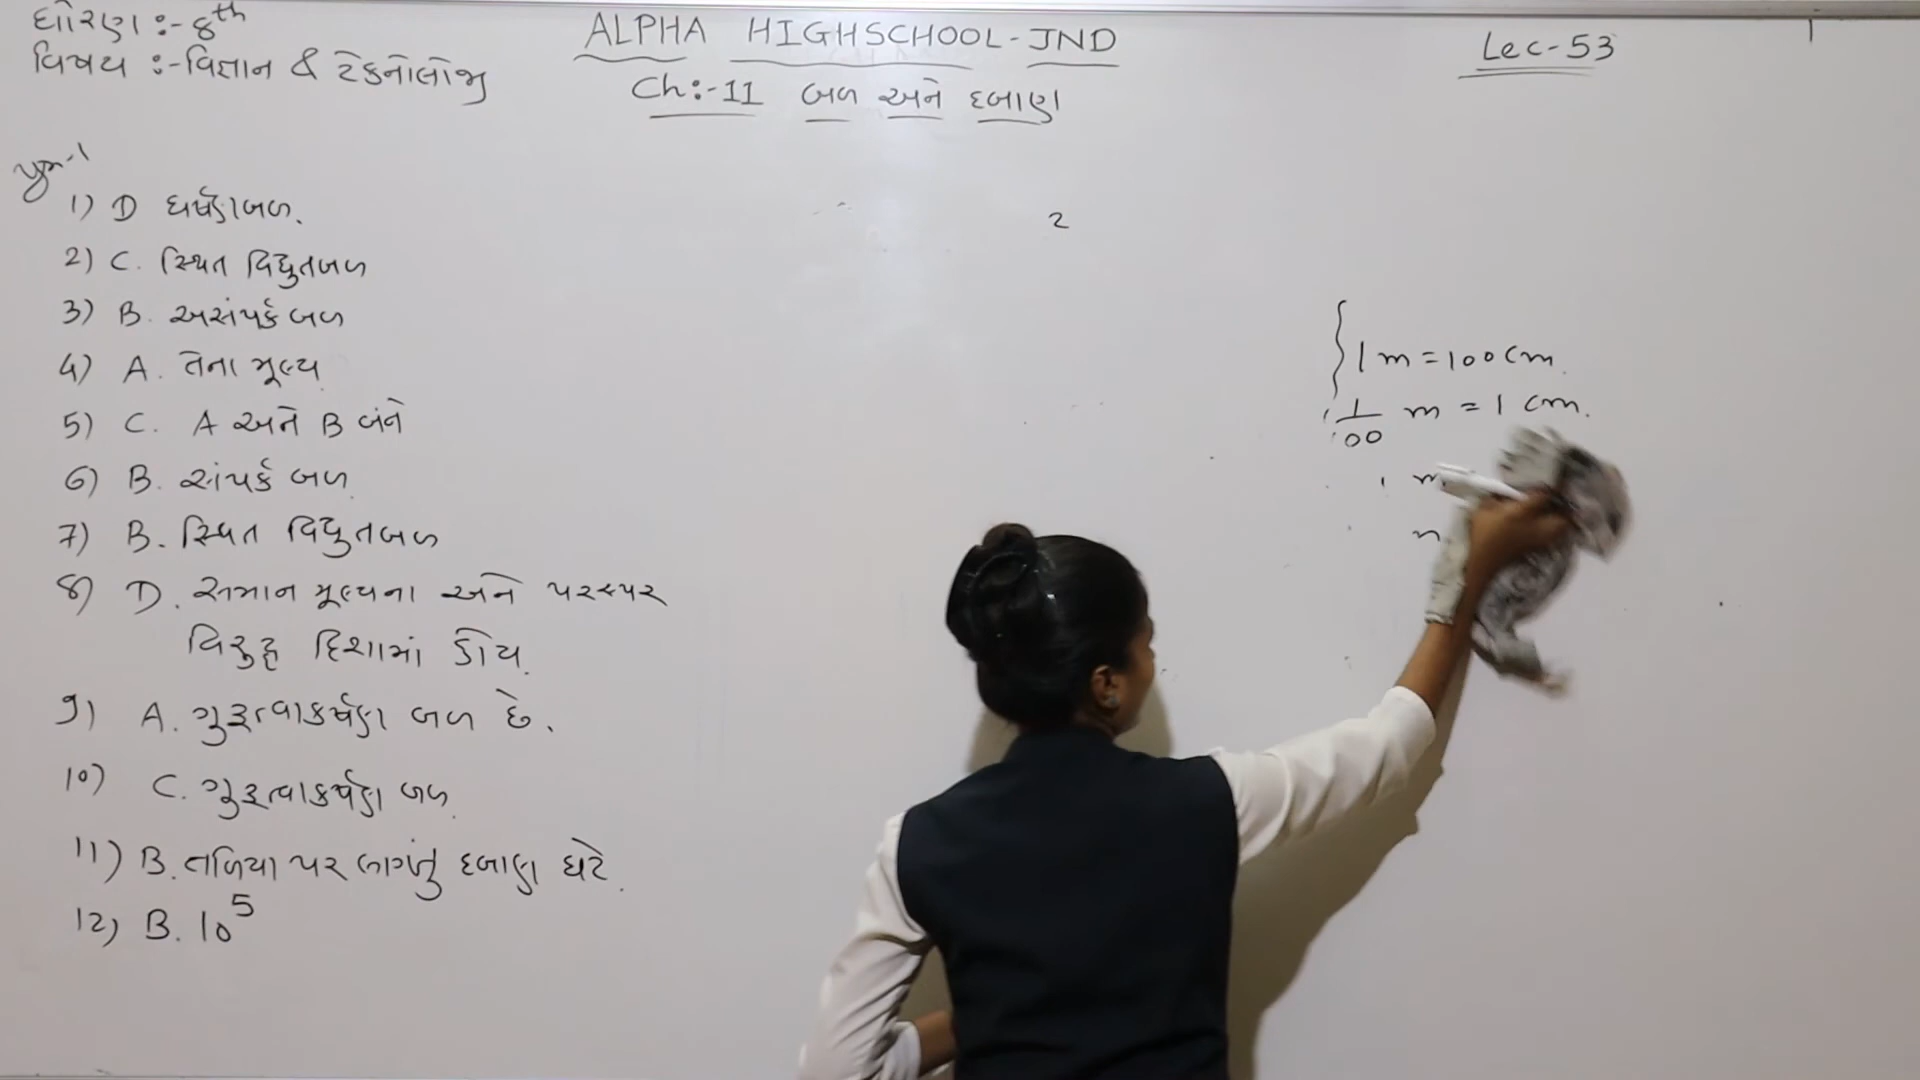 ધોરણ :- 8th
વિષય :- વિજ્ઞાન & ટેકનોલોજી
ALPHA HIGHSCHOOL-JND
Ch:-11 બળ અને દબાણ
Lec-53
1) D ઘર્ષણબળ.
2) C. સ્થિત વિદ્યુતબળ
3) B. અસંપર્ક બળ
4) A. તેના મૂલ્ય
5) C. A અને B બંને
6) B. સંપર્ક બળ
7) B. સ્થિત વિદ્યુતબળ
8) D. સમાન મૂલ્યના અને પરસ્પર
વિરુદ્ધ દિશામાં હોય.
9) A. ગુરુત્વાકર્ષણ બળ છે.
10) C. ગુરુત્વાકર્ષણ બળ
11) B. તળિયા પર લાગતું દબાણ ઘટે.
12) B. 10^5
2
1 m = 100 cm.
1/100 m = 1 cm.